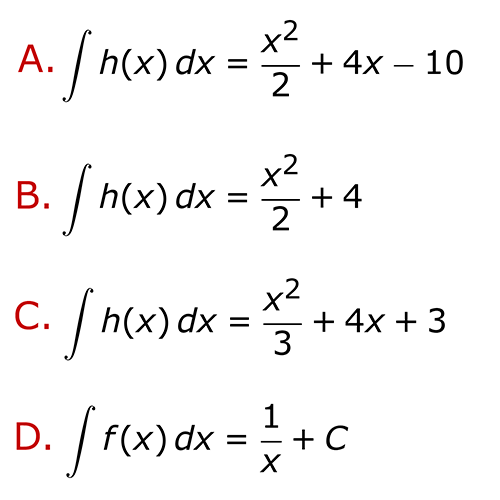 A. ∫ h(x) dx = x²/2 + 4x – 10
B. ∫ h(x) dx = x²/2 + 4
C. ∫ h(x) dx = x²/3 + 4x + 3
D. ∫ f(x) dx = 1/x + C